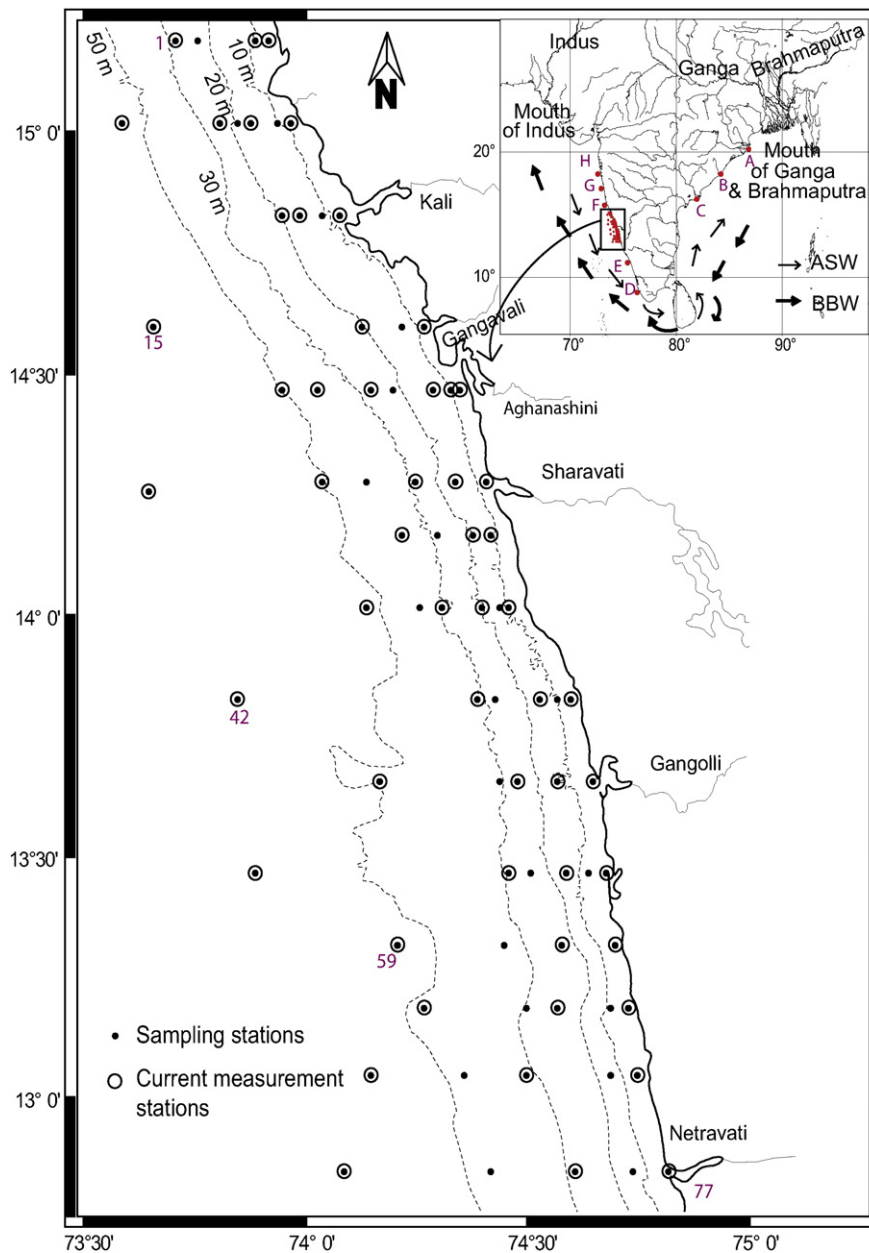 50 m
1
10 m
20 m
30 m
N
15° 0'
14°30'
14° 0'
13°30'
13° 0'
73°30'
74° 0'
74°30'
75° 0'
Kali
Gangavali
Aghanashini
Sharavati
Gangolli
Netravati
15
42
59
77
Sampling stations
Current measurement
stations
Indus
Ganga
Brahmaputra
Mouth
of Indus
Mouth
of Ganga
& Brahmaputra
20°
10°
70°
80°
90°
A
B
C
D
E
F
G
H
ASW
BBW